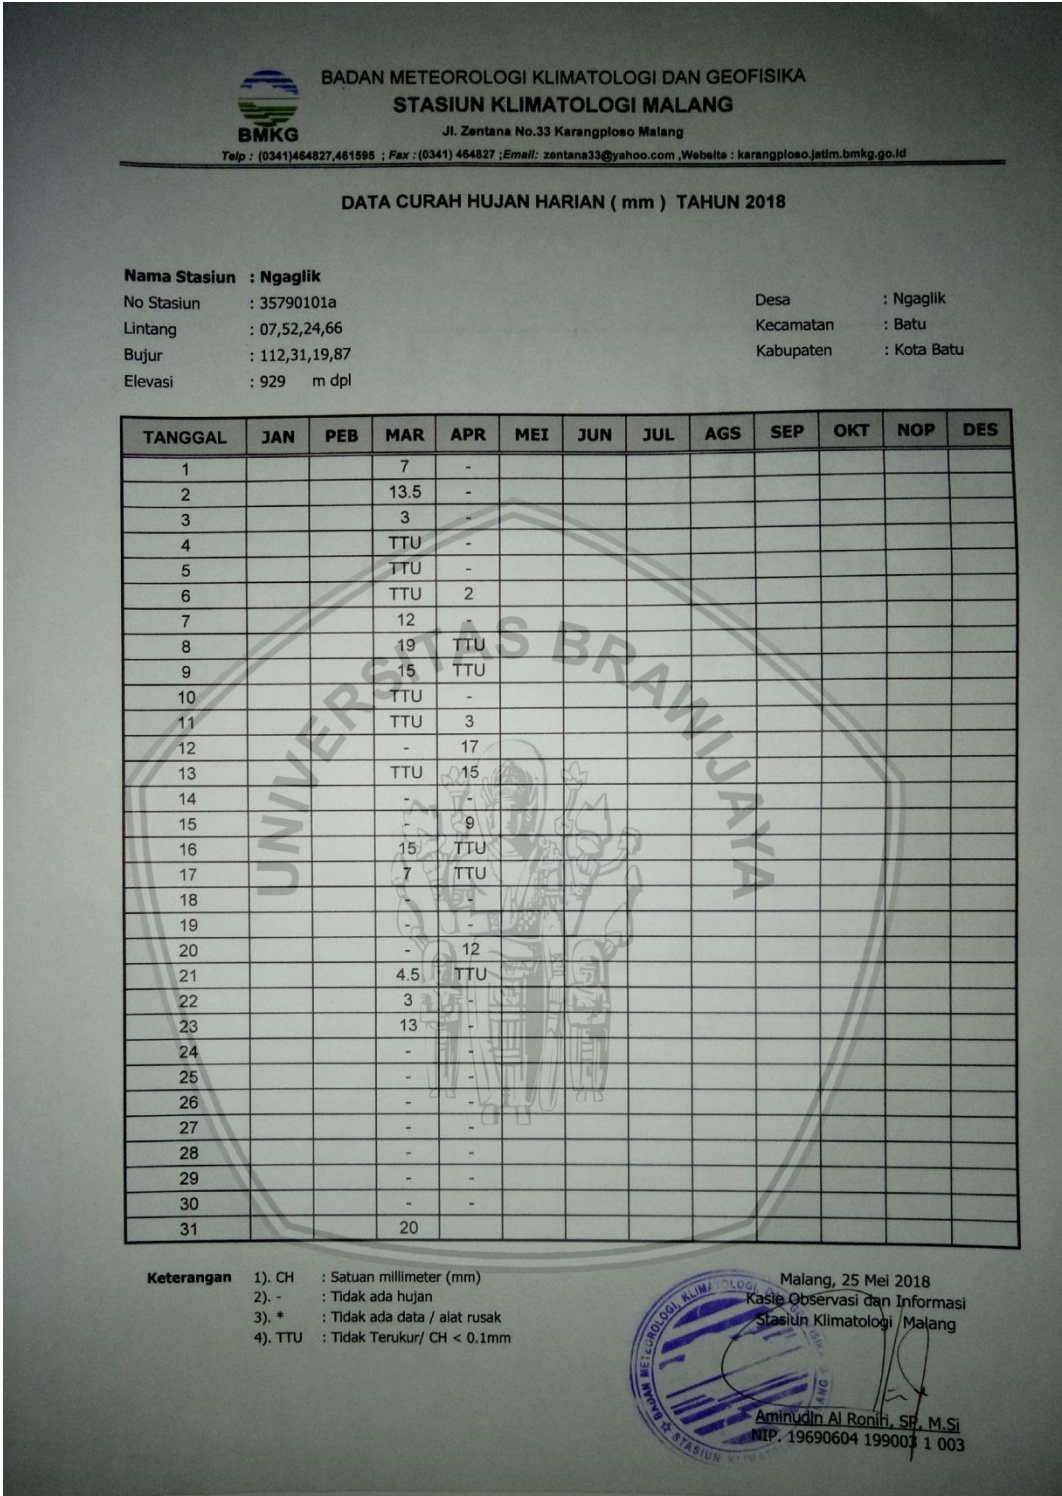 BADAN METEOROLOGI KLIMATOLOGI DAN GEOFISIKA
STASIUN KLIMATOLOGI MALANG
BMKG
Jl. Zentana No.33 Karangploso Malang
Telp : (0341)464827,461595 ; Fax :(0341) 464827 ;Email: zentana33@yahoo.com ,Website : karangploso.jatim.bmkg.go.id
DATA CURAH HUJAN HARIAN ( mm ) TAHUN 2018
Nama Stasiun : Ngaglik
No Stasiun : 35790101a Desa : Ngaglik
Lintang : 07,52,24,66 Kecamatan : Batu
Bujur : 112,31,19,87 Kabupaten : Kota Batu
Elevasi : 929 m dpl
TANGGAL JAN PEB MAR APR MEI JUN JUL AGS SEP OKT NOP DES
1 7 -
2 13.5 -
3 3 -
4 TTU -
5 TTU -
6 TTU 2
7 12 -
8 19 TTU
9 15 TTU
10 TTU -
11 TTU 3
12 - 17
13 TTU 15
14 - -
15 - 9
16 15 TTU
17 7 TTU
18 - -
19 - -
20 - 12
21 4.5 TTU
22 3 -
23 13 -
24 - -
25 - -
26 - -
27 - -
28 - -
29 - -
30 - -
31 20
UNIVERSITAS BRAWIJAYA
Keterangan 1). CH : Satuan millimeter (mm)
2). - : Tidak ada hujan
3). * : Tidak ada data / alat rusak
4). TTU : Tidak Terukur/ CH < 0.1mm
Malang, 25 Mei 2018
Kasie Observasi dan Informasi
Stasiun Klimatologi Malang
Aminudin Al Roniri, SP, M.Si
NIP. 19690604 199003 1 003